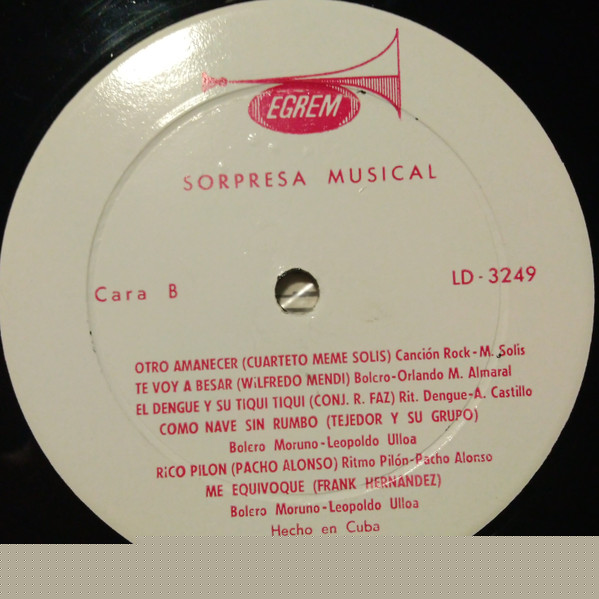 EGREM
SORPRESA MUSICAL
Cara B
LD-3249
OTRO AMANECER (CUARTETO MEME SOLIS) Canción Rock-M. Solís
TE VOY A BESAR (WILFREDO MENDI) Bolero-Orlando M. Almaral
EL DENGUE Y SU TIQUI TIQUI (CONJ. R. FAZ) Rit. Dengue-A. Castillo
COMO NAVE SIN RUMBO (TEJEDOR Y SU GRUPO)
Bolero Moruno-Leopoldo Ulloa
RICO PILON (PACHO ALONSO) Ritmo Pilón-Pacho Alonso
ME EQUIVOQUE (FRANK HERNANDEZ)
Bolero Moruno-Leopoldo Ulloa
Hecho en Cuba